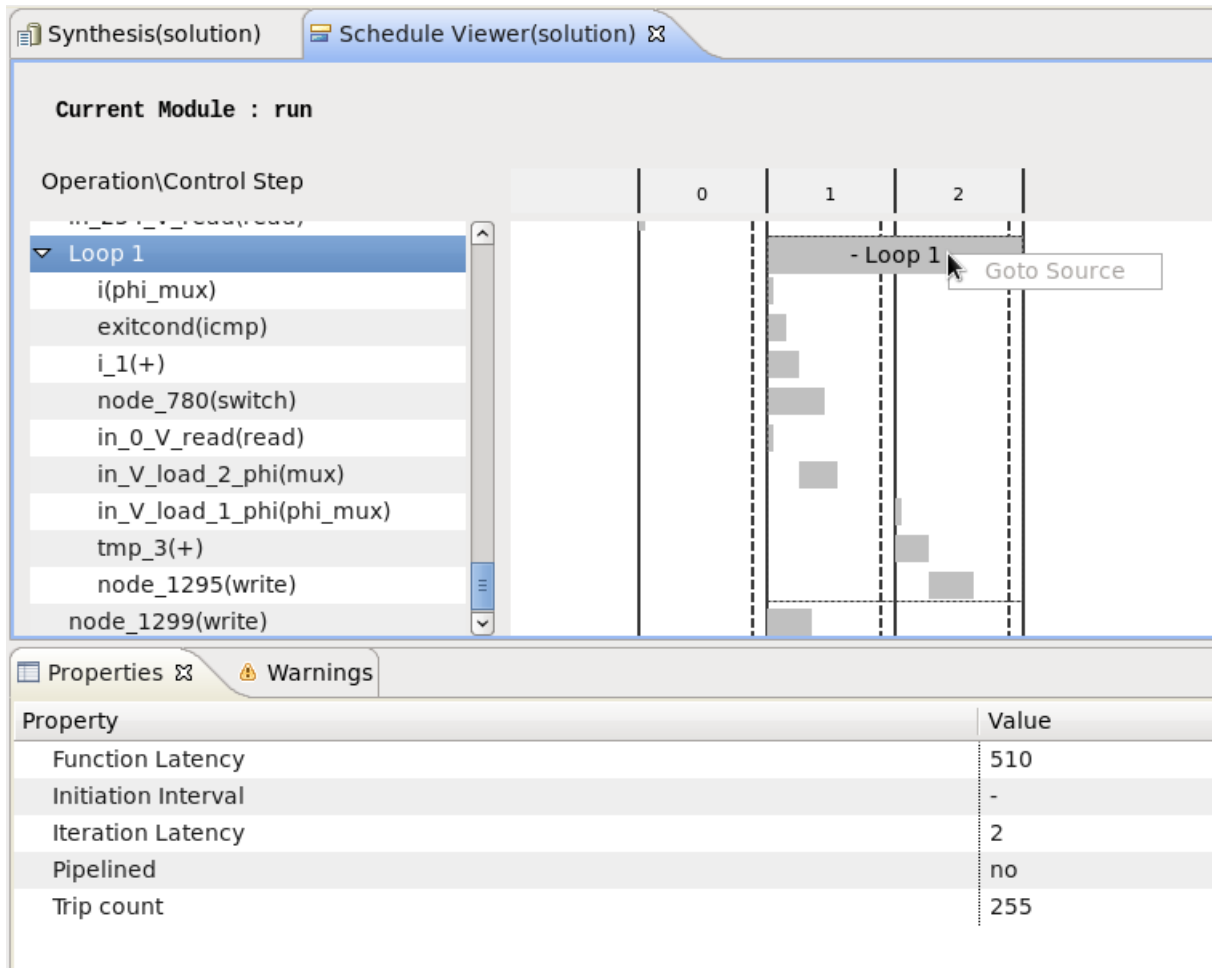 Synthesis(solution) Schedule Viewer(solution)
Current Module : run
Operation\Control Step 0 1 2
Loop 1 - Loop 1
Goto Source
i(phi_mux)
exitcond(icmp)
i_1(+)
node_780(switch)
in_0_V_read(read)
in_V_load_2_phi(mux)
in_V_load_1_phi(phi_mux)
tmp_3(+)
node_1295(write)
node_1299(write)
Properties Warnings
Property Value
Function Latency 510
Initiation Interval -
Iteration Latency 2
Pipelined no
Trip count 255